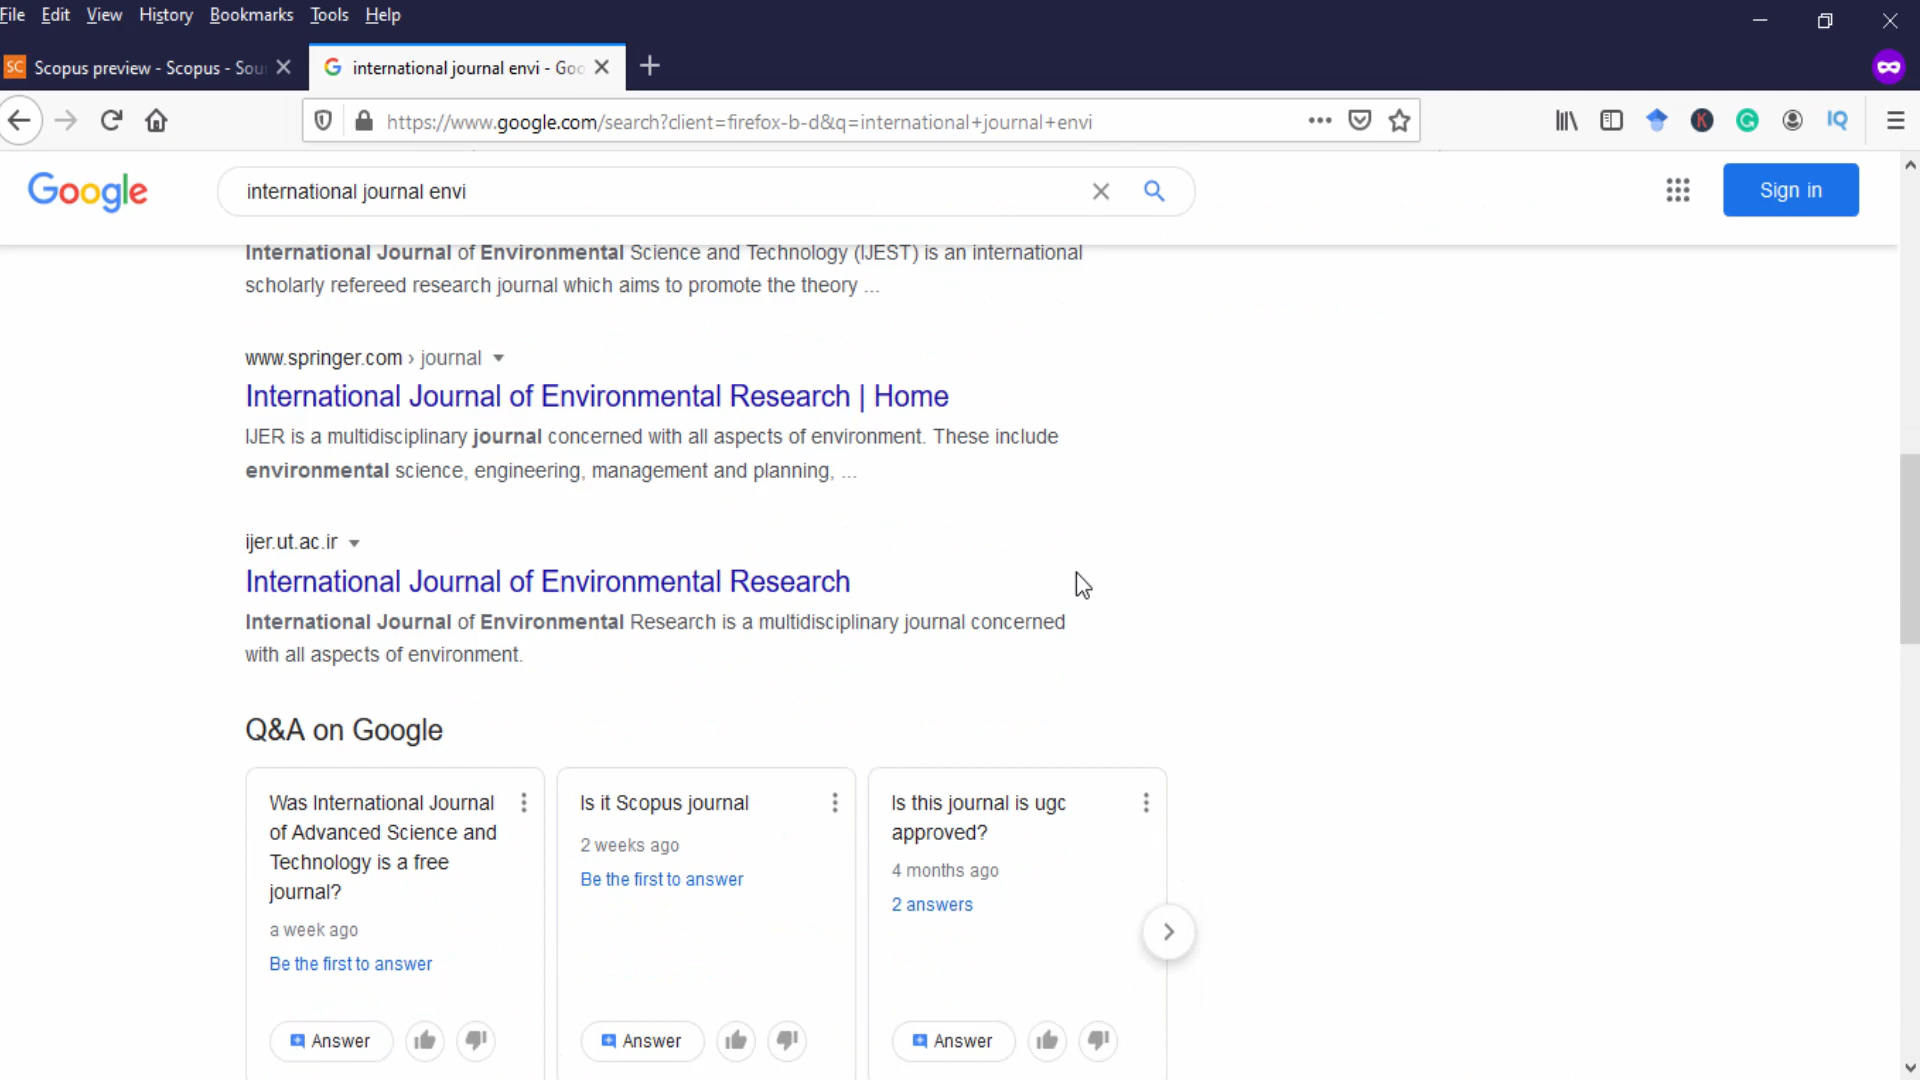 File Edit View History Bookmarks Tools Help
SC Scopus preview - Scopus - Sou
international journal envi - Goo
https://www.google.com/search?client=firefox-b-d&q=international+journal+envi
K
G
IQ
Google
international journal envi
Sign in
International Journal of Environmental Science and Technology (IJEST) is an international
scholarly refereed research journal which aims to promote the theory ...
www.springer.com › journal
International Journal of Environmental Research | Home
IJER is a multidisciplinary journal concerned with all aspects of environment. These include
environmental science, engineering, management and planning, ...
ijer.ut.ac.ir
International Journal of Environmental Research
International Journal of Environmental Research is a multidisciplinary journal concerned
with all aspects of environment.
Q&A on Google
Was International Journal
of Advanced Science and
Technology is a free
journal?
a week ago
Be the first to answer
Answer
Is it Scopus journal
2 weeks ago
Be the first to answer
Answer
Is this journal is ugc
approved?
4 months ago
2 answers
Answer